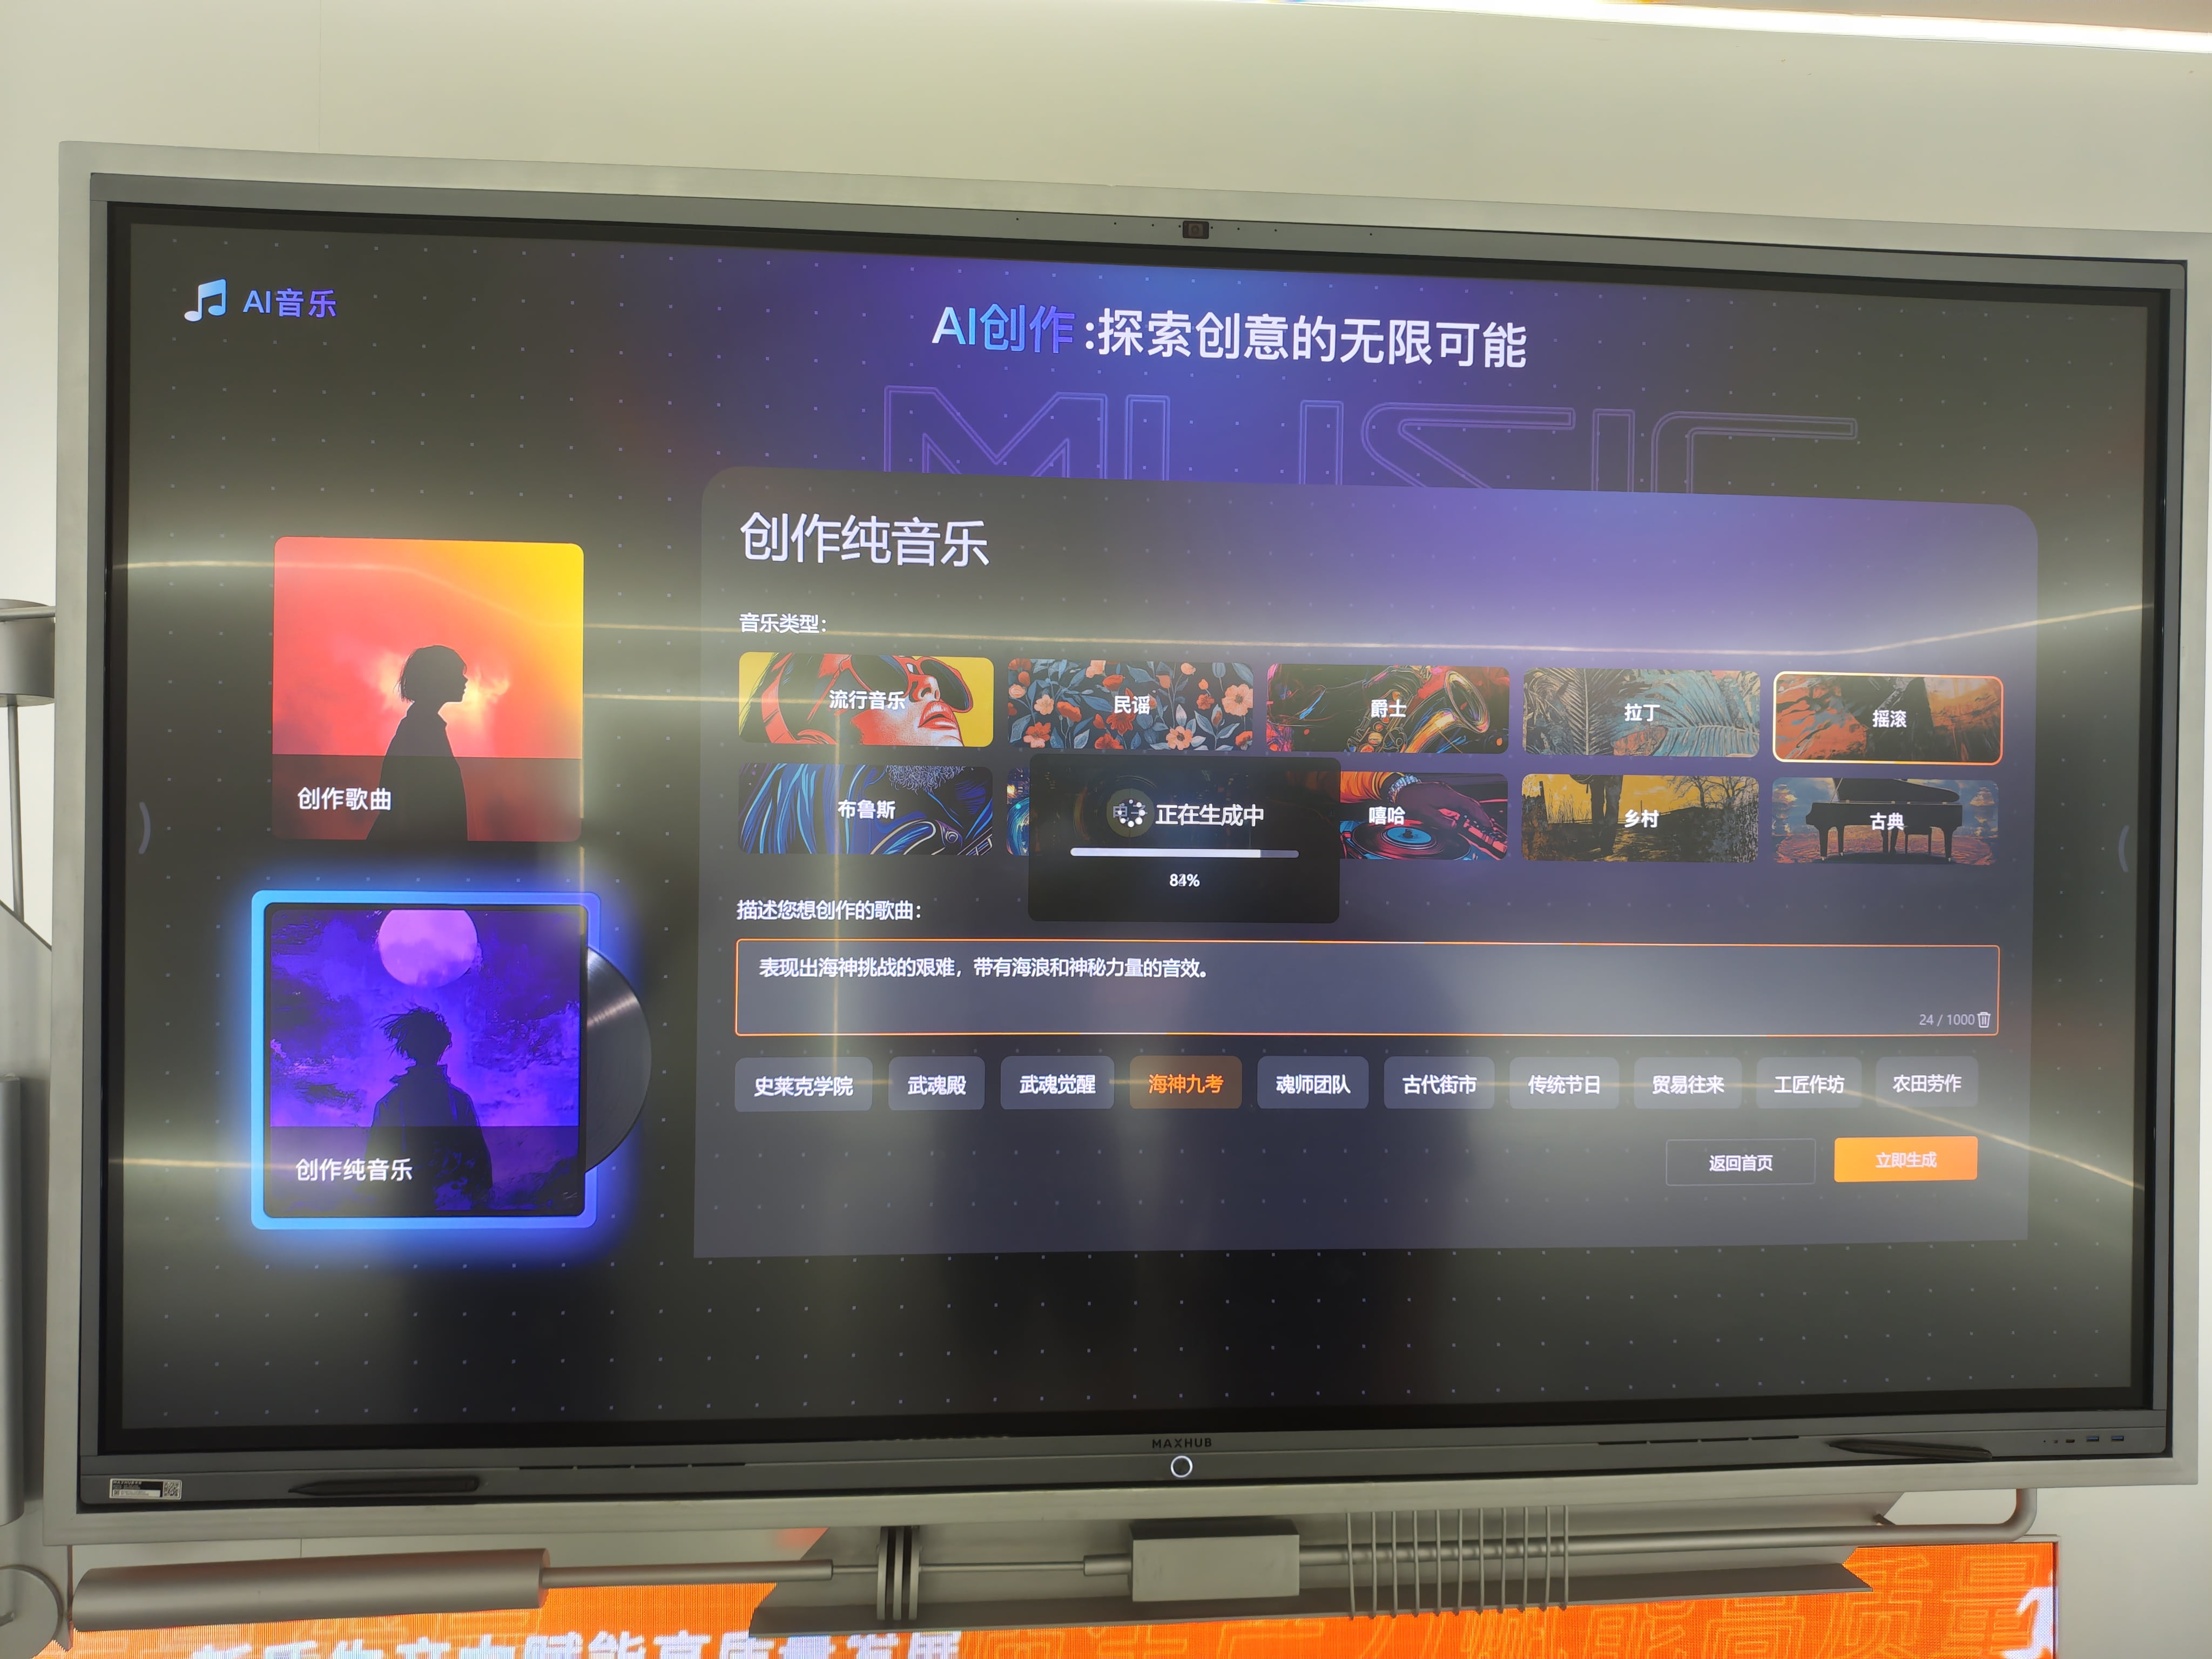 AI音乐
AI创作:探索创意的无限可能
MUSIC
创作纯音乐
音乐类型:
流行音乐
民谣
爵士
拉丁
摇滚
布鲁斯
嘻哈
乡村
古典
正在生成中
84%
创作歌曲
创作纯音乐
描述您想创作的歌曲:
表现出海神挑战的艰难，带有海浪和神秘力量的音效。
24 / 1000
史莱克学院
武魂殿
武魂觉醒
海神九考
魂师团队
古代街市
传统节日
贸易往来
工匠作坊
农田劳作
返回首页
立即生成
MAXHUB